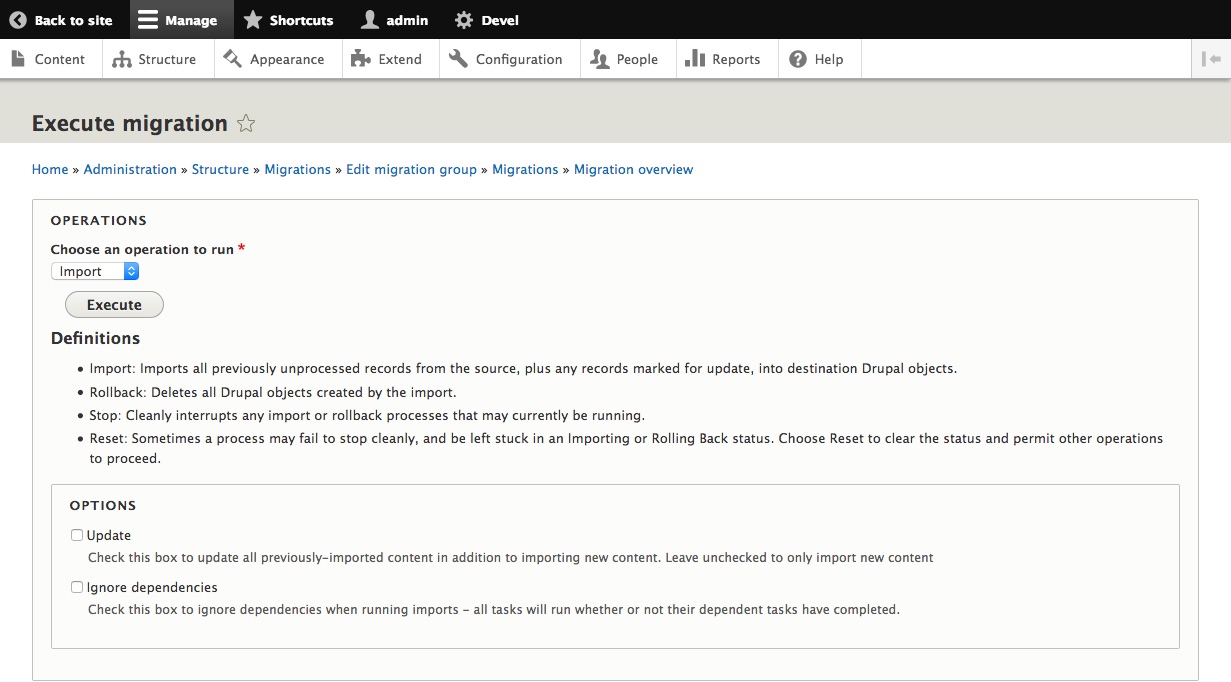 Back to site Manage Shortcuts admin Devel
Content Structure Appearance Extend Configuration People Reports Help
Execute migration
Home » Administration » Structure » Migrations » Edit migration group » Migrations » Migration overview
OPERATIONS
Choose an operation to run *
Import
Execute
Definitions
• Import: Imports all previously unprocessed records from the source, plus any records marked for update, into destination Drupal objects.
• Rollback: Deletes all Drupal objects created by the import.
• Stop: Cleanly interrupts any import or rollback processes that may currently be running.
• Reset: Sometimes a process may fail to stop cleanly, and be left stuck in an Importing or Rolling Back status. Choose Reset to clear the status and permit other operations
to proceed.
OPTIONS
Update
Check this box to update all previously-imported content in addition to importing new content. Leave unchecked to only import new content
Ignore dependencies
Check this box to ignore dependencies when running imports - all tasks will run whether or not their dependent tasks have completed.